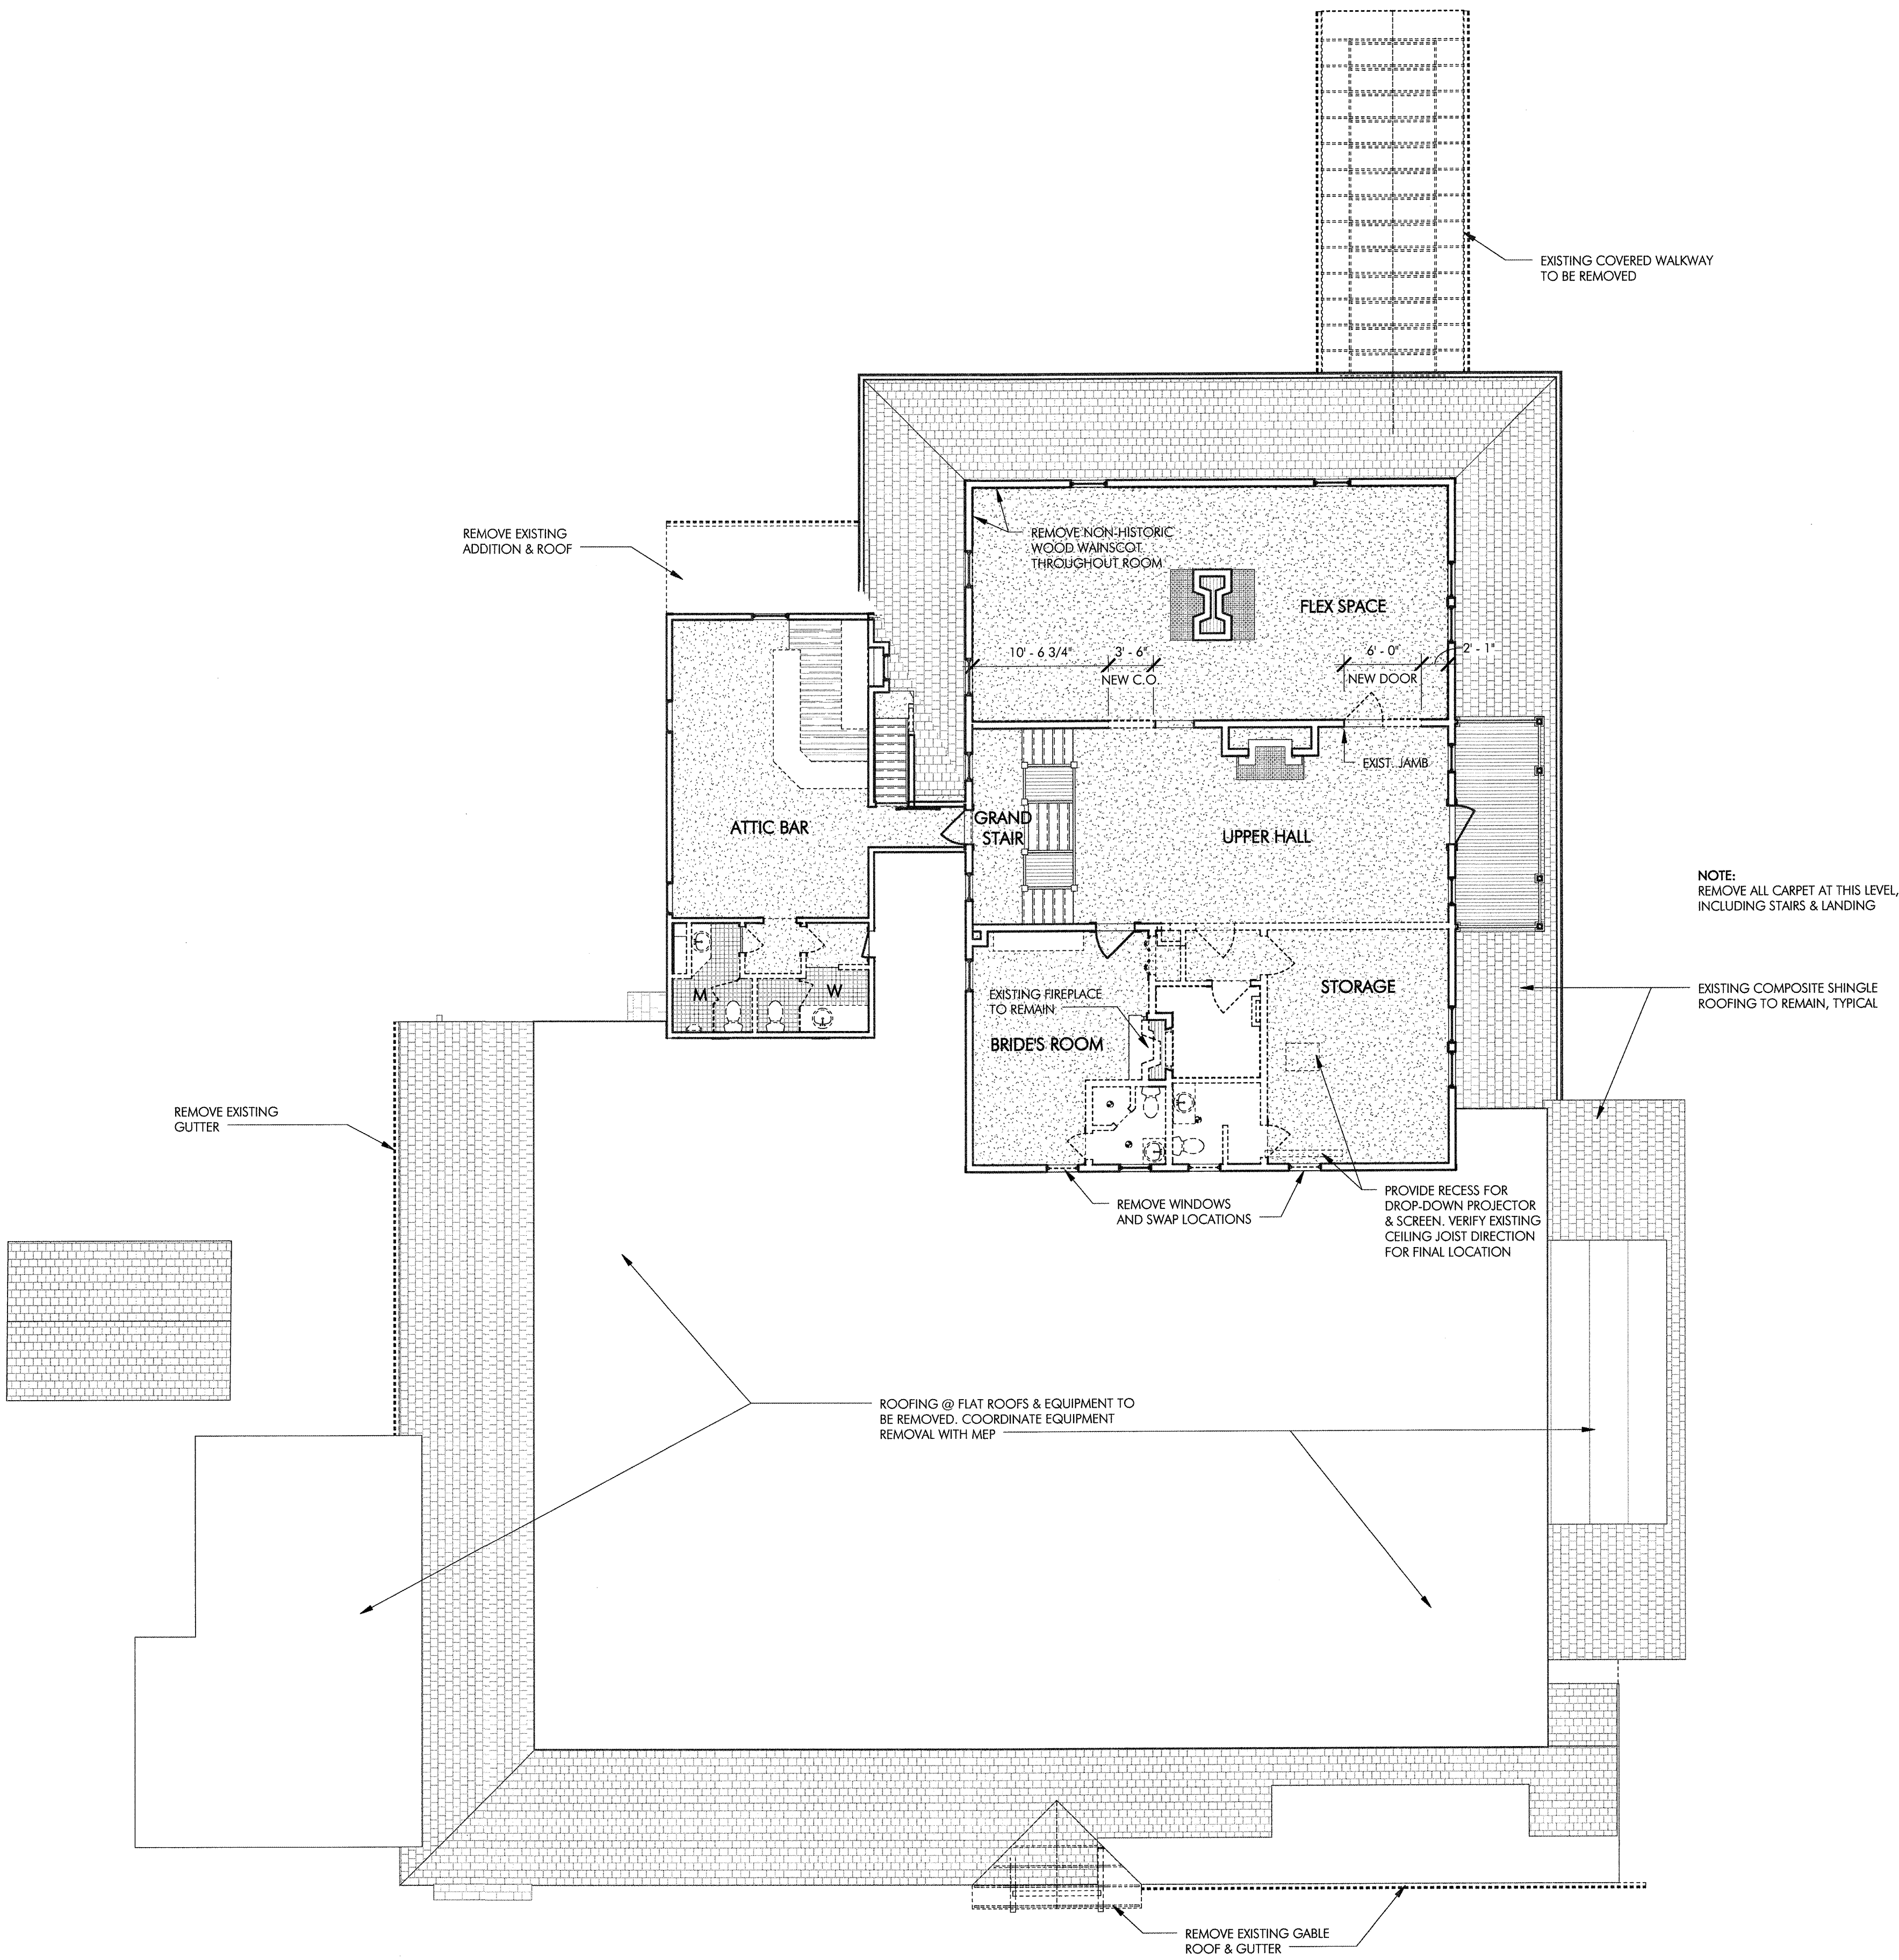 EXISTING COVERED WALKWAY
TO BE REMOVED
REMOVE EXISTING
ADDITION & ROOF
REMOVE NON-HISTORIC
WOOD WAINSCOT
THROUGHOUT ROOM
FLEX SPACE
10' - 6 3/4"
3' - 6"
NEW C.O.
6' - 0"
2' - 1"
NEW DOOR
EXIST. JAMB
ATTIC BAR
GRAND
STAIR
UPPER HALL
NOTE:
REMOVE ALL CARPET AT THIS LEVEL,
INCLUDING STAIRS & LANDING
M
W
EXISTING FIREPLACE
TO REMAIN
STORAGE
BRIDE'S ROOM
EXISTING COMPOSITE SHINGLE
ROOFING TO REMAIN, TYPICAL
REMOVE EXISTING
GUTTER
REMOVE WINDOWS
AND SWAP LOCATIONS
PROVIDE RECESS FOR
DROP-DOWN PROJECTOR
& SCREEN. VERIFY EXISTING
CEILING JOIST DIRECTION
FOR FINAL LOCATION
ROOFING @ FLAT ROOFS & EQUIPMENT TO
BE REMOVED. COORDINATE EQUIPMENT
REMOVAL WITH MEP
REMOVE EXISTING GABLE
ROOF & GUTTER